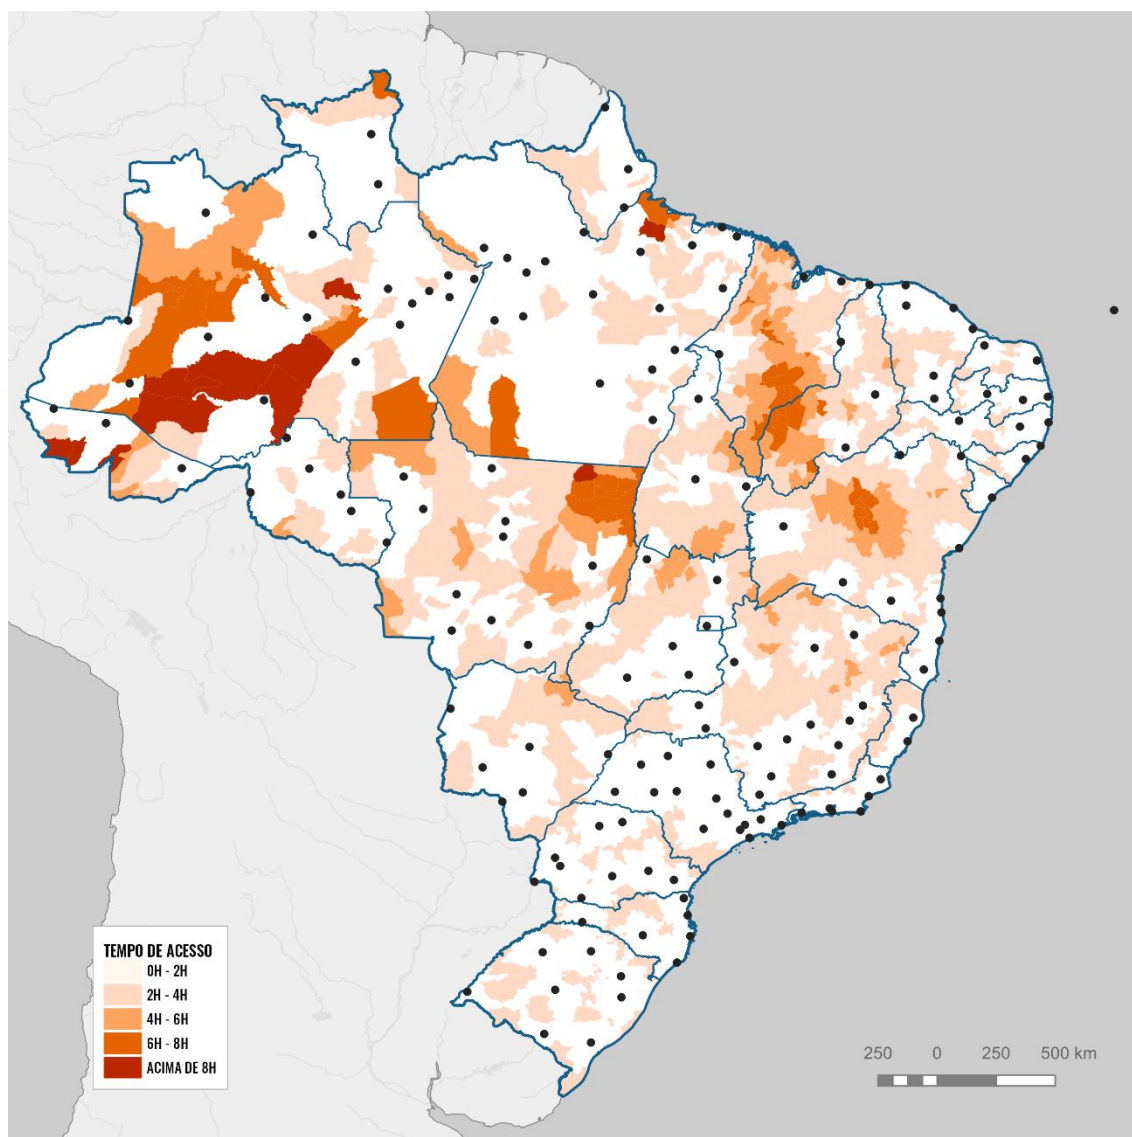 TEMPO DE ACESSO
0H - 2H
2H - 4H
4H - 6H
6H - 8H
ACIMA DE 8H
250 0 250 500 km